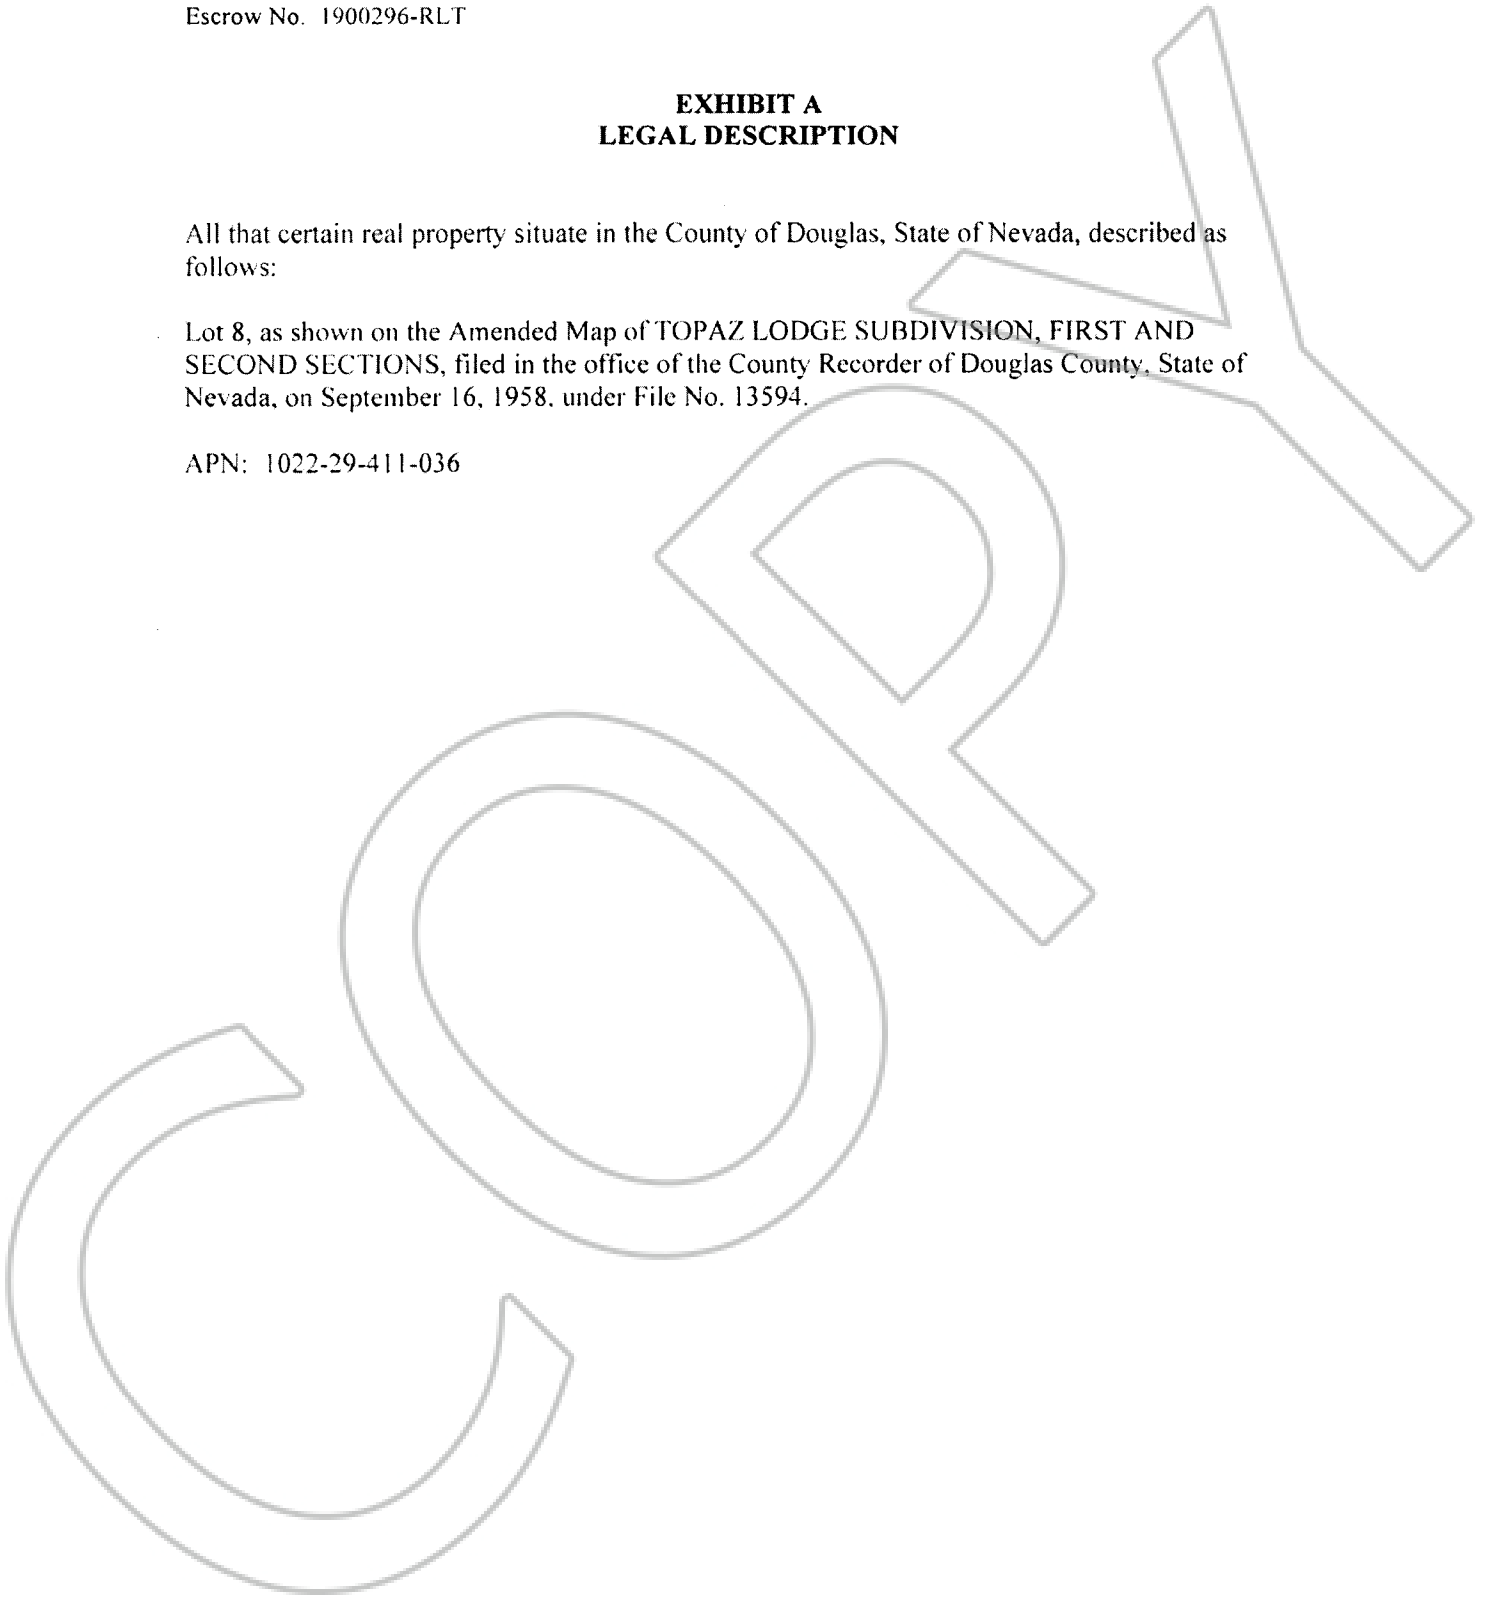 Escrow No. 1900296-RLT
EXHIBIT A
LEGAL DESCRIPTION
All that certain real property situate in the County of Douglas, State of Nevada, described as
follows:
Lot 8, as shown on the Amended Map of TOPAZ LODGE SUBDIVISION, FIRST AND
SECOND SECTIONS, filed in the office of the County Recorder of Douglas County, State of
Nevada, on September 16, 1958, under File No. 13594.
APN: 1022-29-411-036
COPY